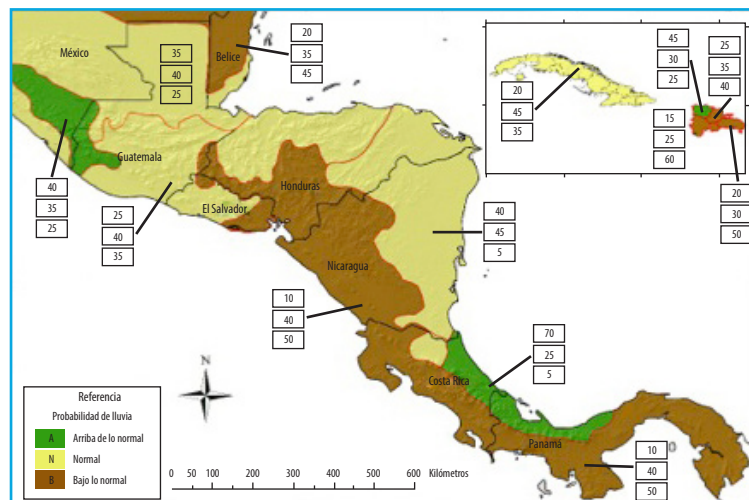 México
35
40
25
Belice
20
35
45
20
45
35
45
30
25
25
35
40
15
25
60
20
30
50
Guatemala
40
35
25
25
40
35
El Salvador
Honduras
40
45
5
Nicaragua
10
40
50
70
25
5
Costa Rica
Panamá
10
40
50
N
Referencia
Probabilidad de lluvia
A Arriba de lo normal
N Normal
B Bajo lo normal
0 50 100 200 300 400 500 600 Kilómetros